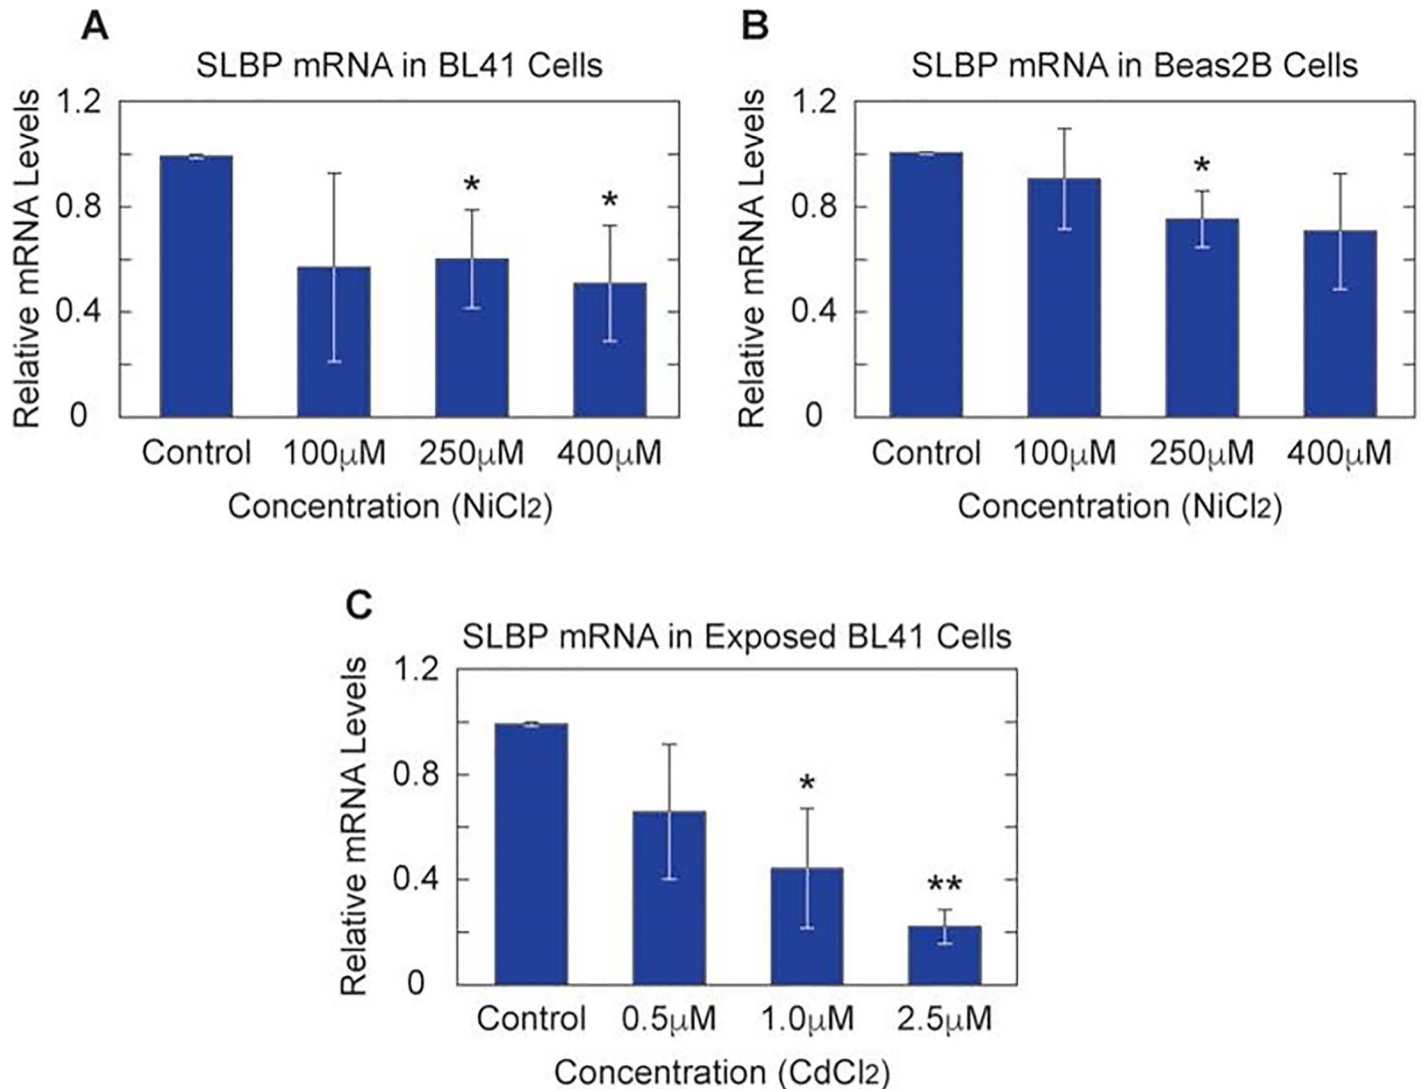 A
SLBP mRNA in BL41 Cells
Relative mRNA Levels
1.2
0.8
0.4
0
*
*
Control 100μM 250μM 400μM
Concentration (NiCl2)
B
SLBP mRNA in Beas2B Cells
Relative mRNA Levels
1.2
0.8
0.4
0
*
Control 100μM 250μM 400μM
Concentration (NiCl2)
C
SLBP mRNA in Exposed BL41 Cells
Relative mRNA Levels
1.2
0.8
0.4
0
*
**
Control 0.5μM 1.0μM 2.5μM
Concentration (CdCl2)